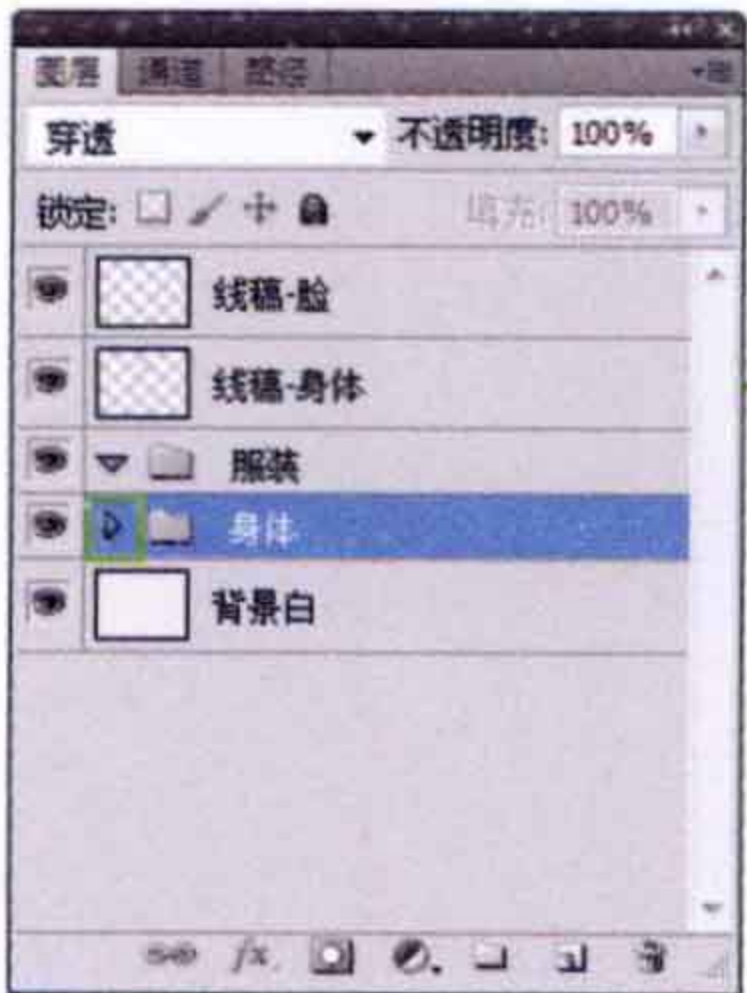 图层 通道 路径
穿透 不透明度: 100%
锁定: 填充: 100%
线稿-脸
线稿-身体
服装
身体
背景白
fx.